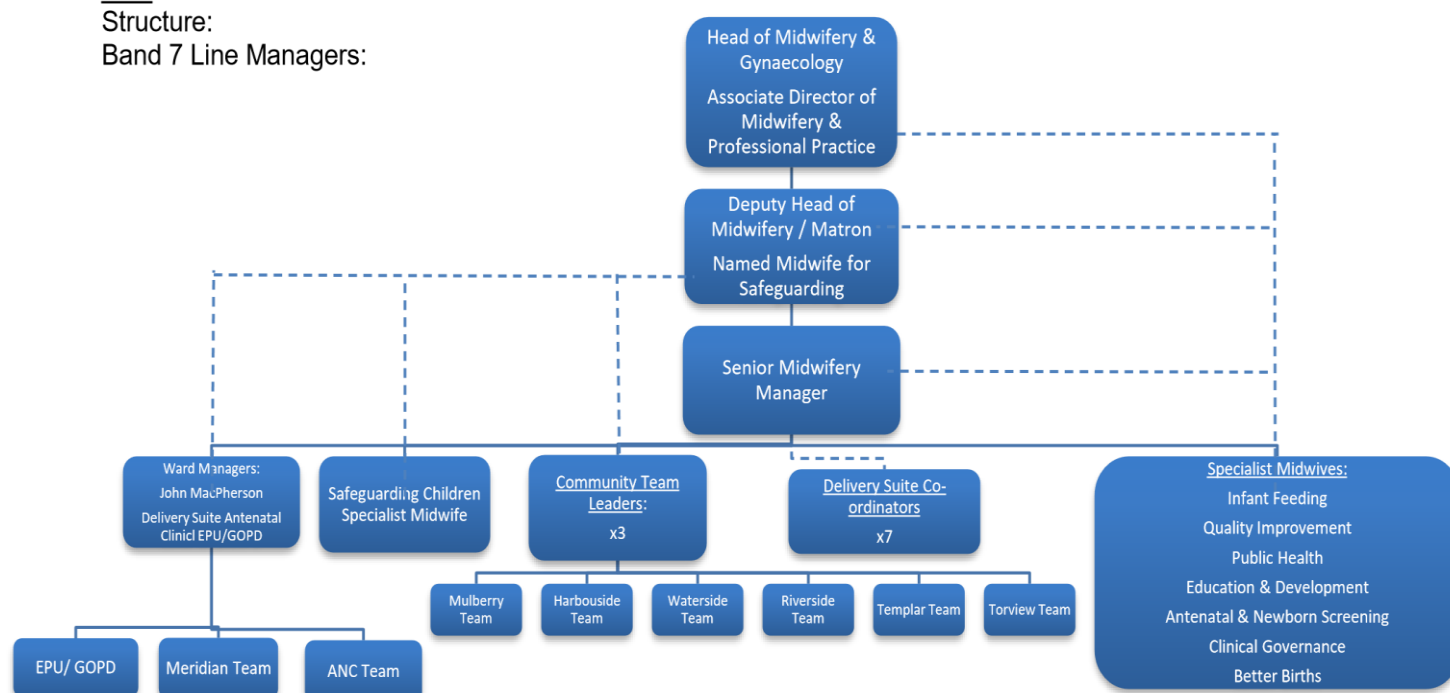 Structure:
Band 7 Line Managers:
Head of Midwifery &
Gynaecology
Associate Director of
Midwifery &
Professional Practice
Deputy Head of
Midwifery / Matron
Named Midwife for
Safeguarding
Senior Midwifery
Manager
Ward Managers:
John MacPherson
Delivery Suite Antenatal
Clinicl EPU/GOPD
Safeguarding Children
Specialist Midwife
Community Team
Leaders:
x3
Delivery Suite Co-
ordinators
x7
Specialist Midwives:
Infant Feeding
Quality Improvement
Public Health
Education & Development
Antenatal & Newborn Screening
Clinical Governance
Better Births
Mulberry
Team
Harbouside
Team
Waterside
Team
Riverside
Team
Templar Team
Torview Team
EPU/ GOPD
Meridian Team
ANC Team